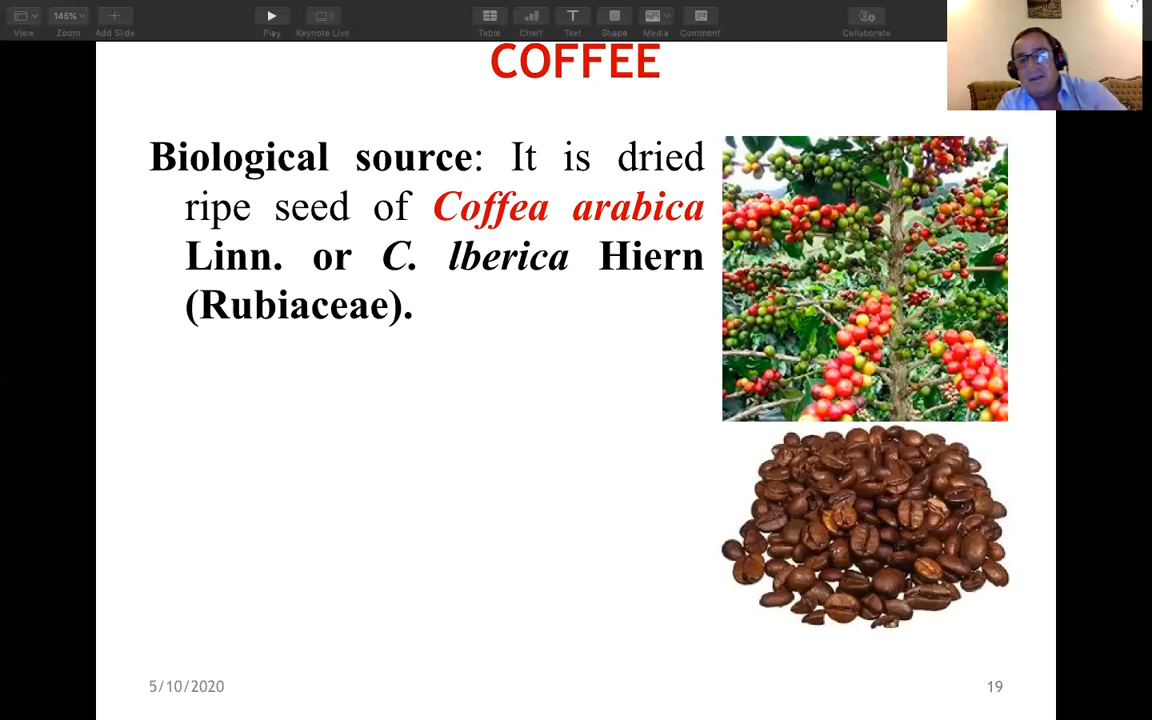 145%
View
Zoom
Add Slide
Play
Keynote Live
Table
Chart
Text
Shape
Media
Comment
Collaborate
COFFEE
Biological source: It is dried
ripe seed of Coffea arabica
Linn. or C. lberica Hiern
(Rubiaceae).
5/10/2020
19